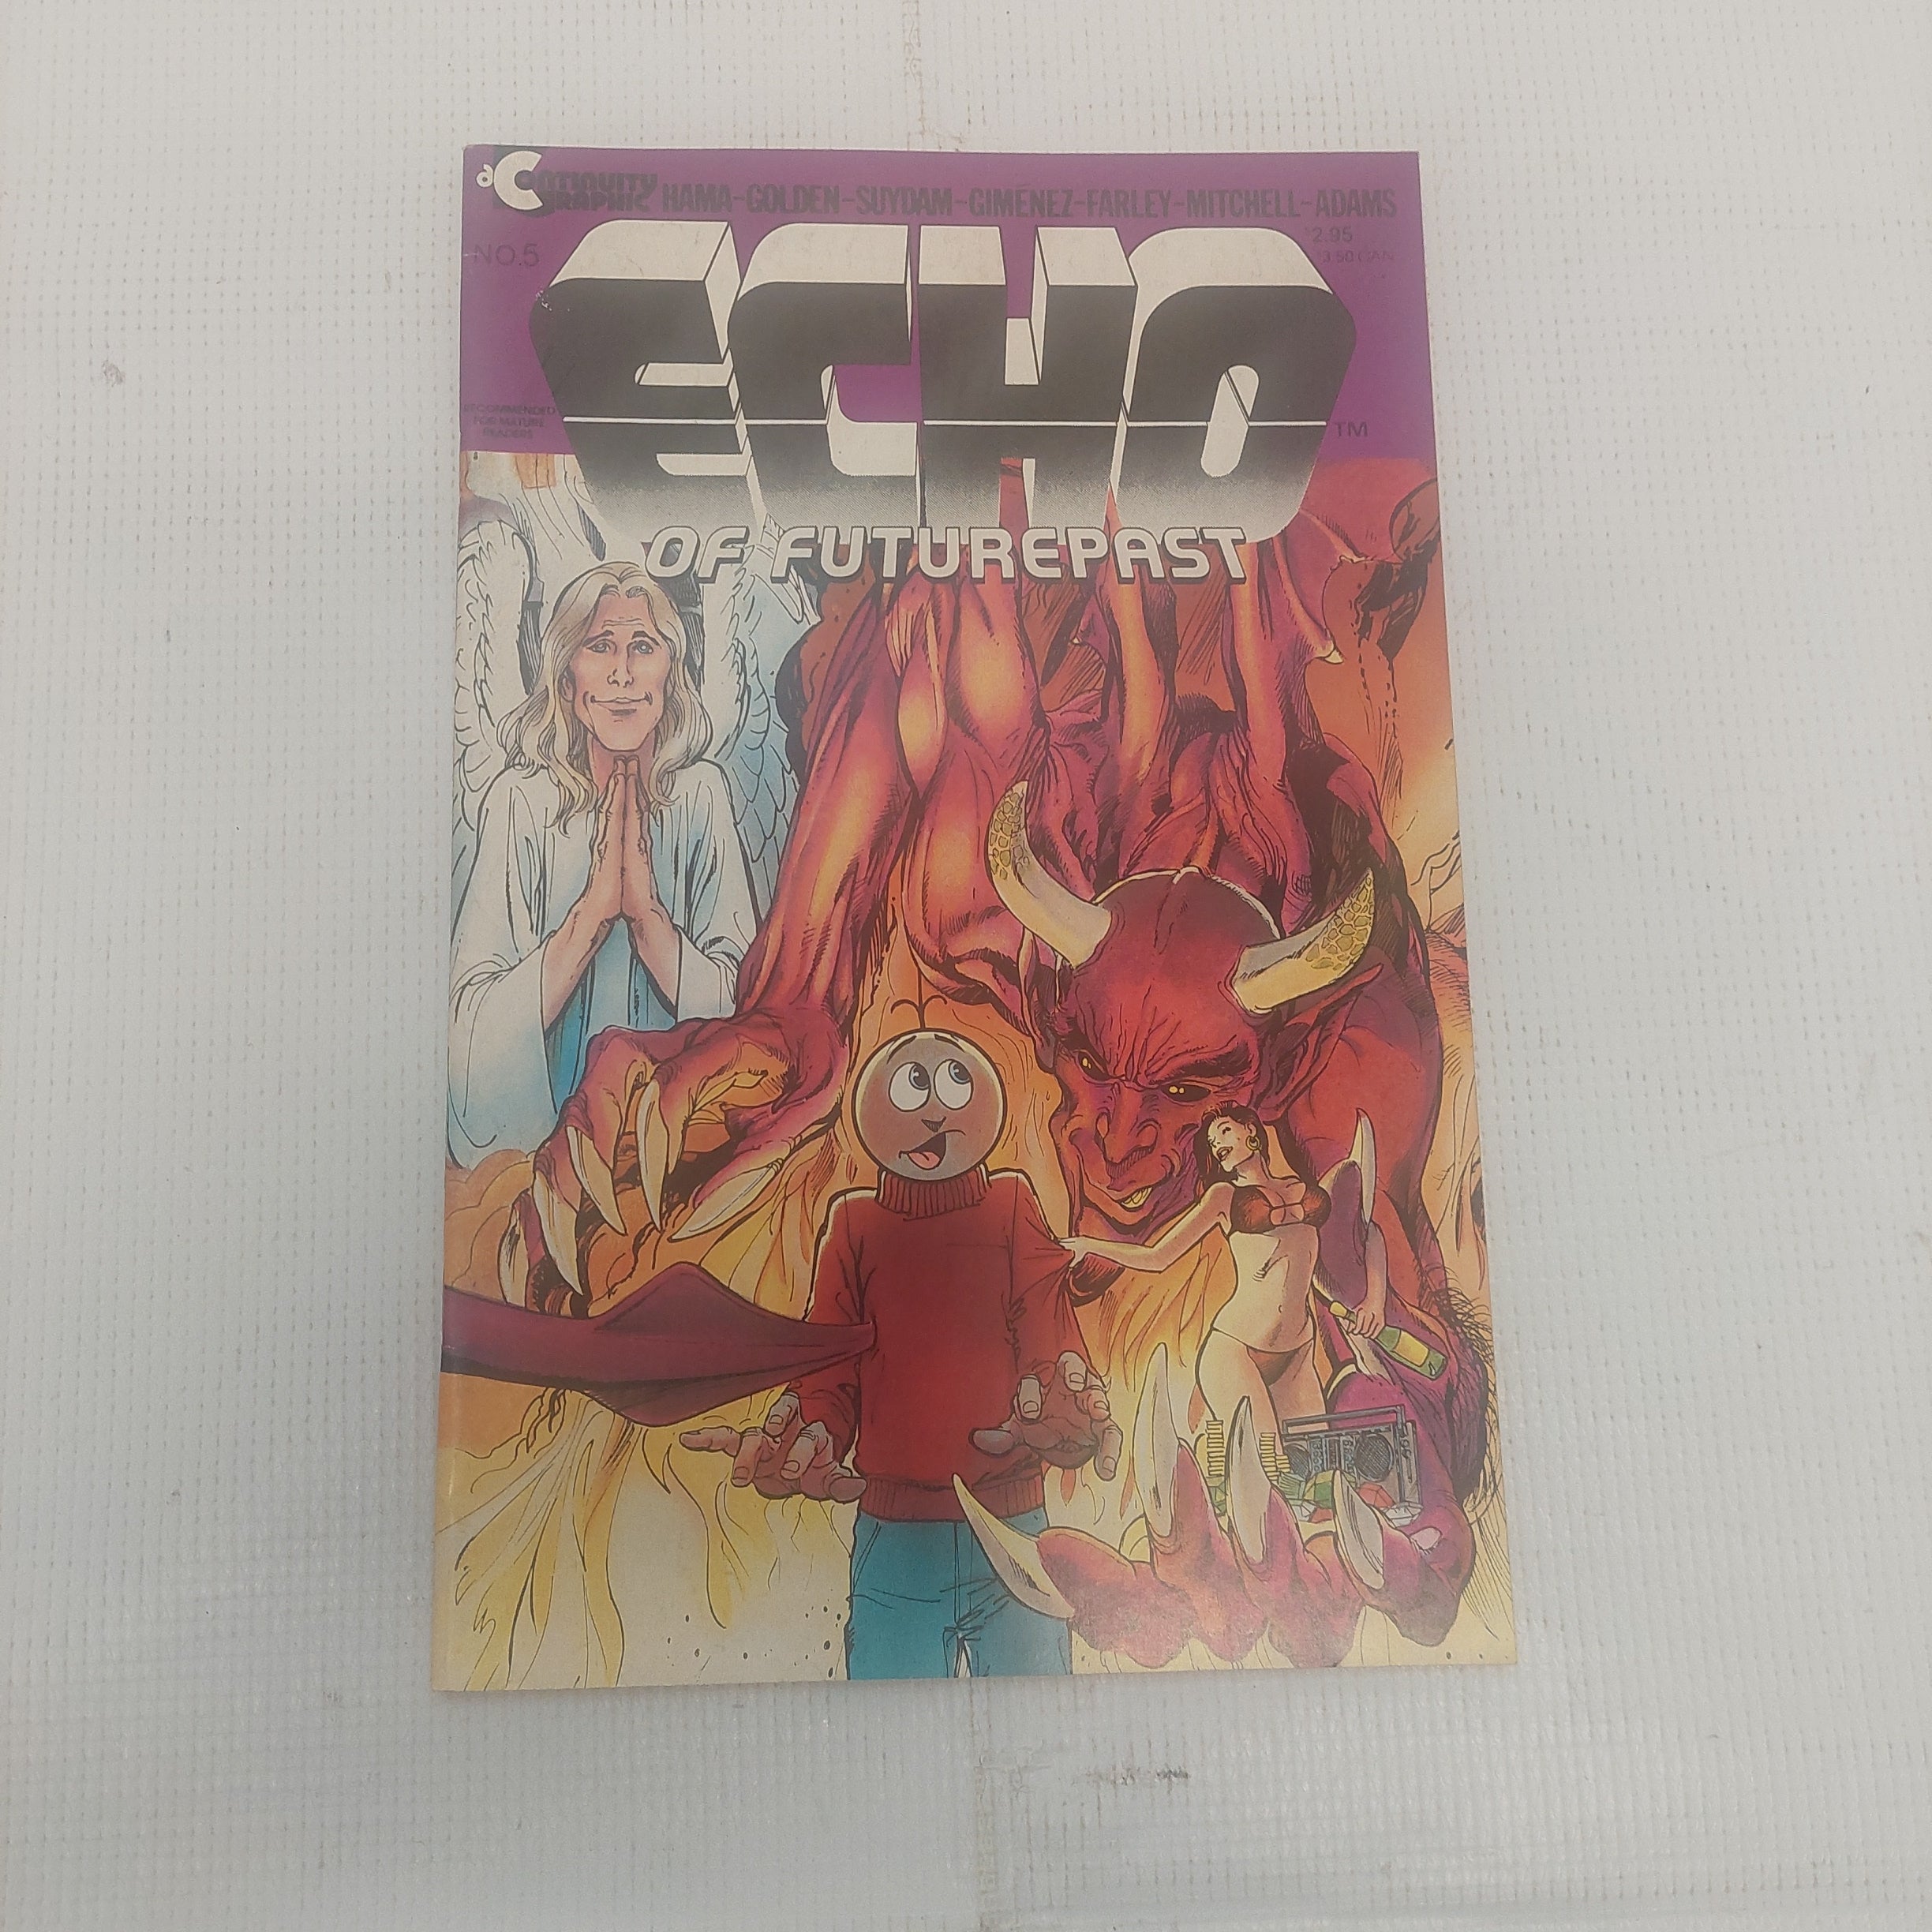 a CONTINUITY
GRAPHIC
HAMA-GOLDEN-SUYDAM-GIMENEZ-FARLEY-MITCHELL-ADAMS
NO.5
$2.95
$3.50 CAN
ECHO
RECOMMENDED
FOR MATURE
READERS
TM
OF FUTUREPAST